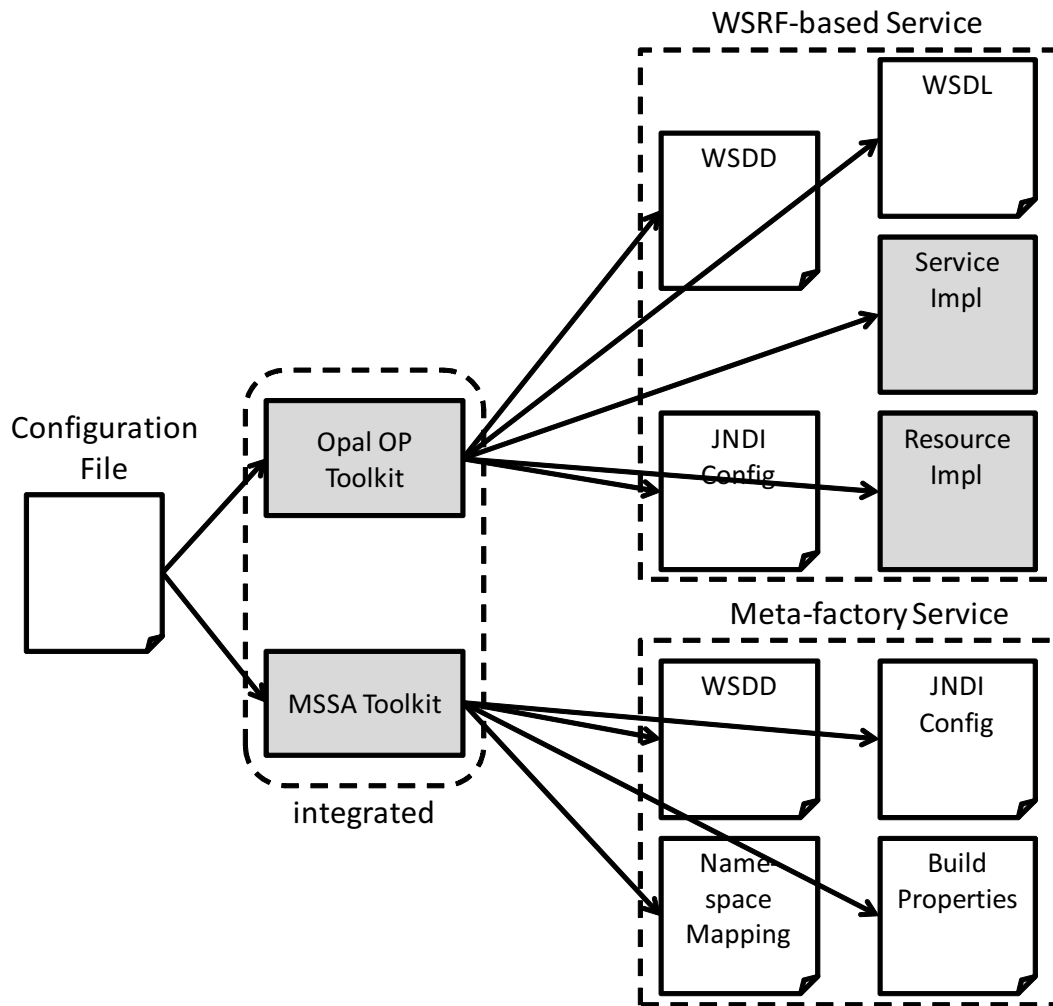 WSRF-based Service
WSDL
WSDD
Service
Impl
Configuration
File
Opal OP
Toolkit
JNDI
Config
Resource
Impl
Meta-factory Service
MSSA Toolkit
WSDD
JNDI
Config
integrated
Name-
space
Mapping
Build
Properties